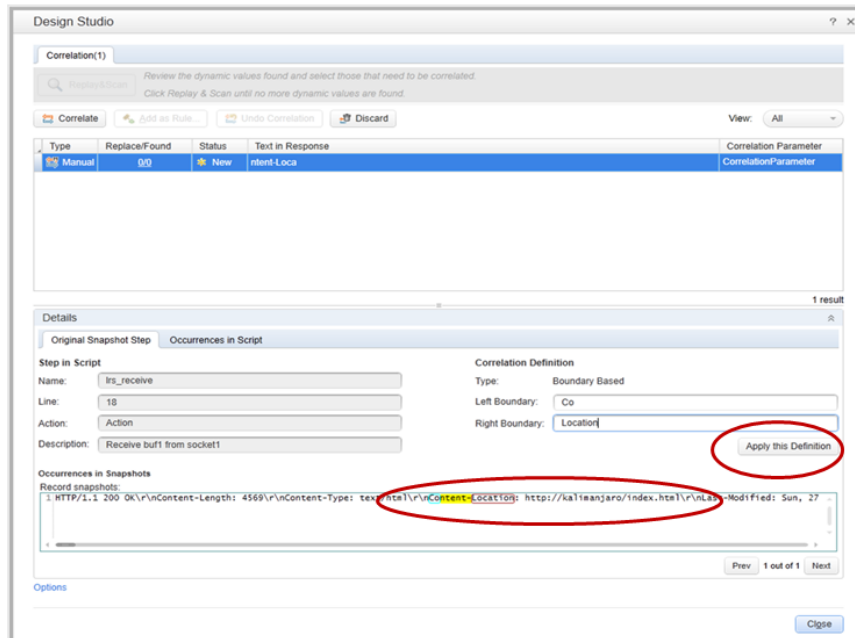 Design Studio ? ×
Correlation(1)
Replay&Scan
Review the dynamic values found and select those that need to be correlated.
Click Replay & Scan until no more dynamic values are found.
Correlate Add as Rule... Undo Correlation Discard View: All
Type Replace/Found Status Text in Response Correlation Parameter
Manual 0/0 New ntent-Loca CorrelationParameter
1 result
Details
Original Snapshot Step Occurrences in Script
Step in Script Correlation Definition
Name: lrs_receive Type: Boundary Based
Line: 18 Left Boundary: Co
Action: Action Right Boundary: Location
Description: Receive buf1 from socket1 Apply this Definition
Occurrences in Snapshots
Record snapshots:
1 HTTP/1.1 200 OK\r\nContent-Length: 4569\r\nContent-Type: text/html\r\nContent-Location: http://kalimanjaro/index.html\r\nLast-Modified: Sun, 27
Prev 1 out of 1 Next
Options
Close